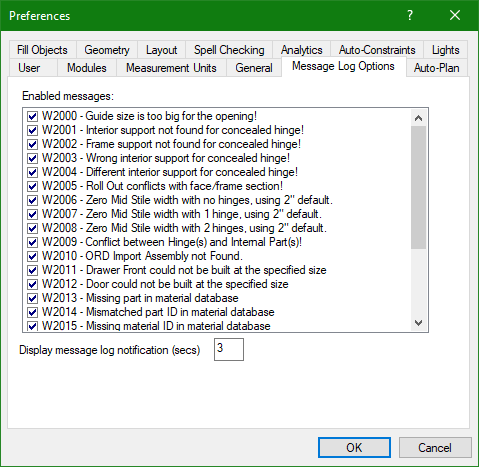 Preferences
?
Fill Objects Geometry Layout Spell Checking Analytics Auto-Constraints Lights
User Modules Measurement Units General Message Log Options Auto-Plan
Enabled messages:
W2000 - Guide size is too big for the opening!
W2001 - Interior support not found for concealed hinge!
W2002 - Frame support not found for concealed hinge!
W2003 - Wrong interior support for concealed hinge!
W2004 - Different interior support for concealed hinge!
W2005 - Roll Out conflicts with face/frame section!
W2006 - Zero Mid Stile width with no hinges, using 2" default.
W2007 - Zero Mid Stile width with 1 hinge, using 2" default.
W2008 - Zero Mid Stile width with 2 hinges, using 2" default.
W2009 - Conflict between Hinge(s) and Internal Part(s)!
W2010 - ORD Import Assembly not Found.
W2011 - Drawer Front could not be built at the specified size
W2012 - Door could not be built at the specified size
W2013 - Missing part in material database
W2014 - Mismatched part ID in material database
W2015 - Missing material ID in material database
Display message log notification (secs) 3
OK Cancel